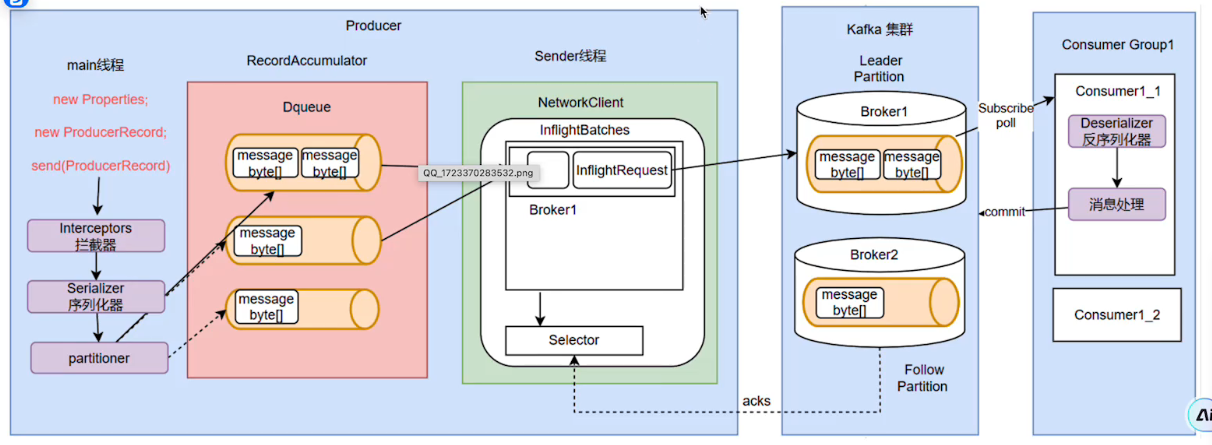 Producer
main线程
new Properties;
new ProducerRecord;
send(ProducerRecord)
Interceptors
拦截器
Serializer
序列化器
partitioner
RecordAccumulator
Dqueue
message
byte[]
message
byte[]
message
byte[]
message
byte[]
Sender线程
NetworkClient
InflightBatches
QQ_1723370283532.png
InflightRequest
Broker1
Selector
acks
Kafka 集群
Leader
Partition
Broker1
message
byte[]
message
byte[]
Broker2
message
byte[]
Follow
Partition
Subscribe
poll
commit
Consumer Group1
Consumer1_1
Deserializer
反序列化器
消息处理
Consumer1_2